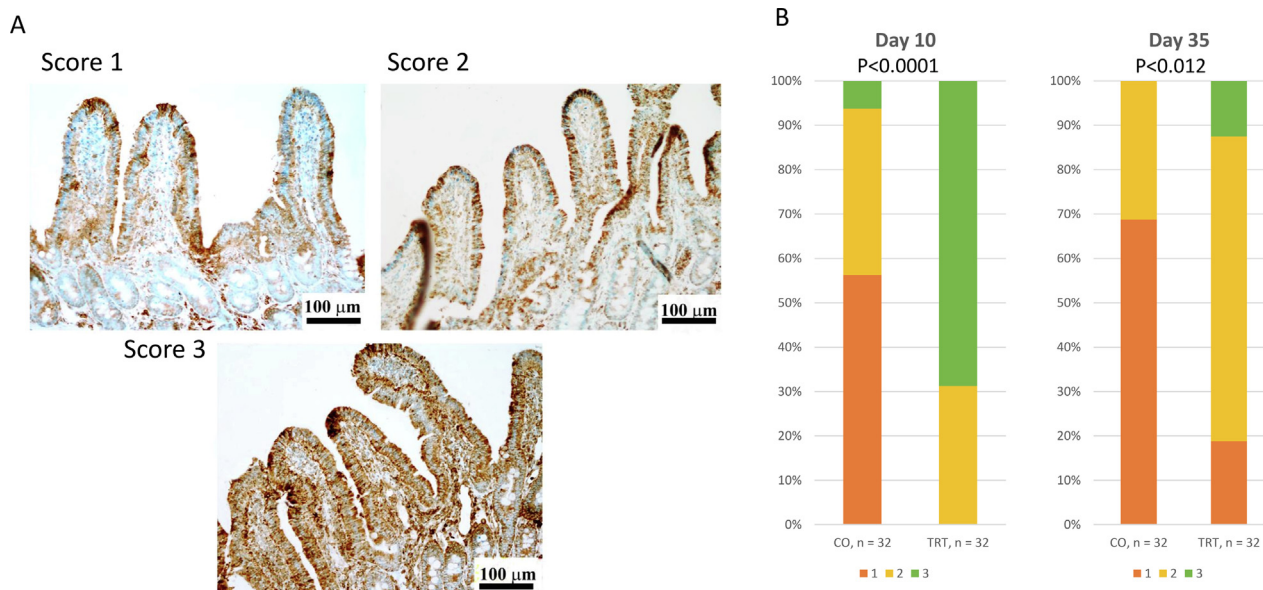 A
Score 1
100 μm
Score 2
100 μm
Score 3
100 μm
B
Day 10
P<0.0001
100%
90%
80%
70%
60%
50%
40%
30%
20%
10%
0%
CO, n = 32 TRT, n = 32
1 2 3
Day 35
P<0.012
100%
90%
80%
70%
60%
50%
40%
30%
20%
10%
0%
CO, n = 32 TRT, n = 32
1 2 3